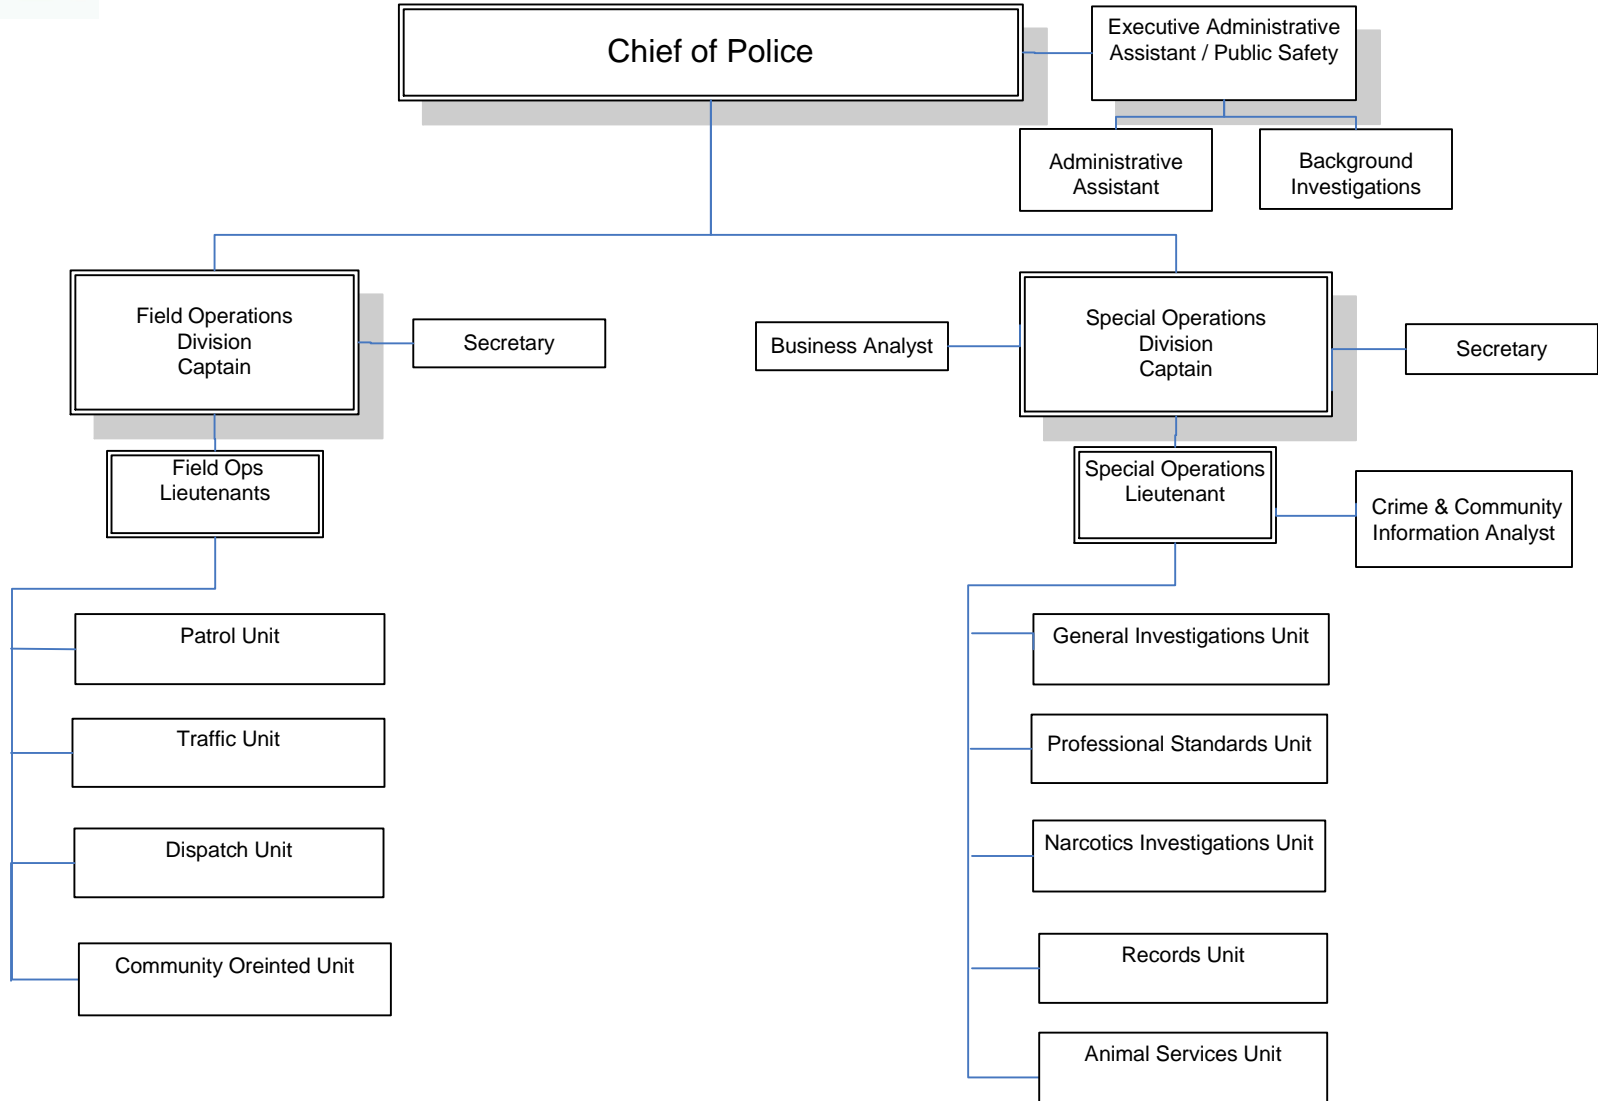 Chief of Police
Executive Administrative
Assistant / Public Safety
Administrative
Assistant
Background
Investigations
Field Operations
Division
Captain
Secretary
Business Analyst
Special Operations
Division
Captain
Secretary
Field Ops
Lieutenants
Special Operations
Lieutenant
Crime & Community
Information Analyst
Patrol Unit
Traffic Unit
Dispatch Unit
Community Oreinted Unit
General Investigations Unit
Professional Standards Unit
Narcotics Investigations Unit
Records Unit
Animal Services Unit